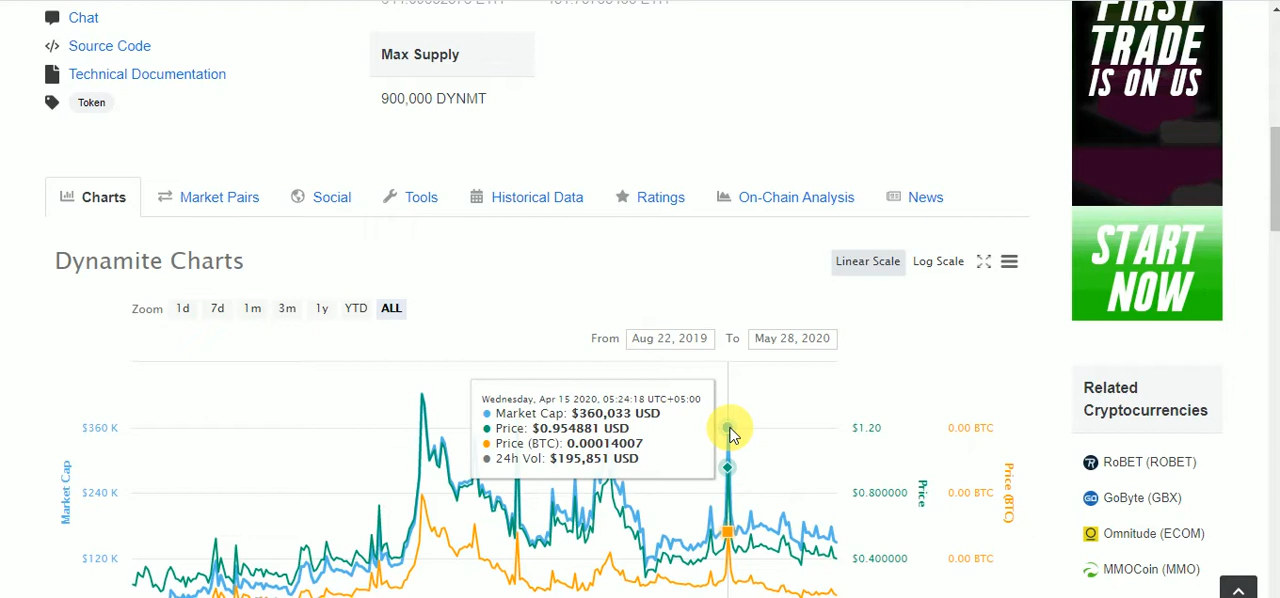 Chat
Source Code
Technical Documentation
Token
Max Supply
900,000 DYNMT
FIRST
TRADE
IS ON US
START
NOW
Charts
Market Pairs
Social
Tools
Historical Data
Ratings
On-Chain Analysis
News
Dynamite Charts
Linear Scale
Log Scale
Zoom 1d 7d 1m 3m 1y YTD ALL
From Aug 22, 2019 To May 28, 2020
Wednesday, Apr 15 2020, 05:24:18 UTC+05:00
Market Cap: $360,033 USD
Price: $0.954881 USD
Price (BTC): 0.00014007
24h Vol: $195,851 USD
$360 K
$240 K
$120 K
Market Cap
$1.20
$0.800000
$0.400000
Price
0.00 BTC
0.00 BTC
0.00 BTC
Price (BTC)
Related
Cryptocurrencies
RoBET (ROBET)
GoByte (GBX)
Omnitude (ECOM)
MMOCoin (MMO)